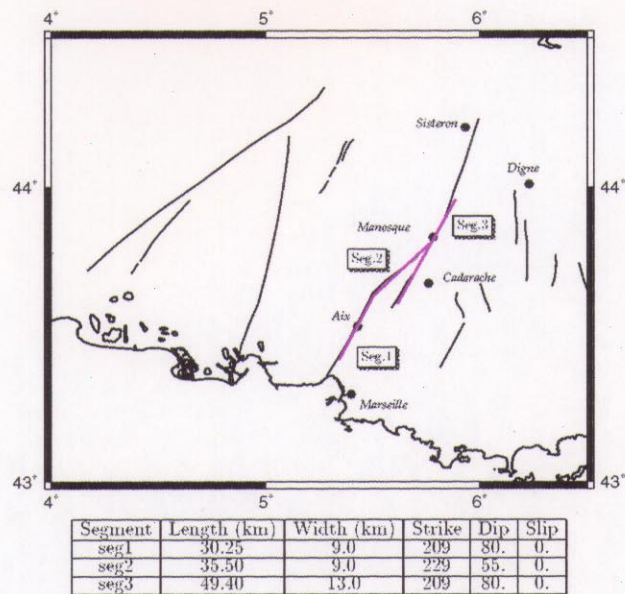 4° 5° 6°
Sisteron
Digne
44° 44°
Manosque
Seg.3
Seg.2
Cadarache
Aix
Seg.1
Marseille
43° 43°
4° 5° 6°
Segment Length (km) Width (km) Strike Dip Slip
seg1 30.25 9.0 209 80. 0.
seg2 35.50 9.0 229 55. 0.
seg3 49.40 13.0 209 80. 0.